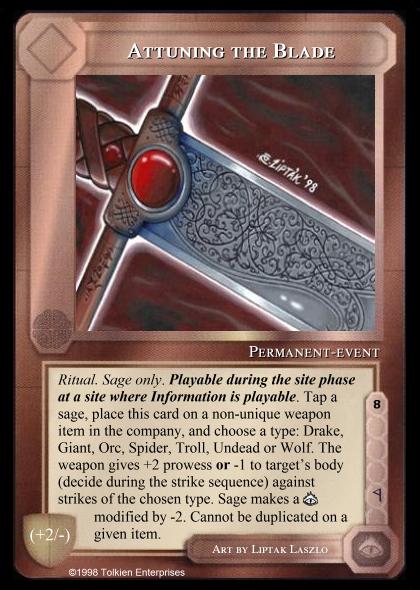 Attuning the Blade
E. Liptak '98
Permanent-event
Ritual. Sage only. Playable during the site phase
at a site where Information is playable. Tap a
sage, place this card on a non-unique weapon
item in the company, and choose a type: Drake,
Giant, Orc, Spider, Troll, Undead or Wolf. The
weapon gives +2 prowess or -1 to target's body
(decide during the strike sequence) against
strikes of the chosen type. Sage makes a
modified by -2. Cannot be duplicated on a
given item.
8
(+2/-)
Art by Liptak Laszlo
©1998 Tolkien Enterprises